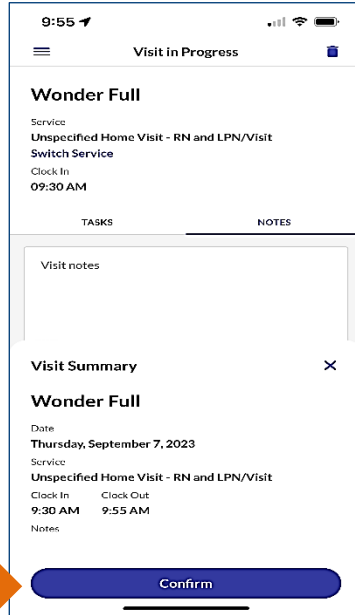 9:55
Visit in Progress
Wonder Full
Service
Unspecified Home Visit - RN and LPN/Visit
Switch Service
Clock In
09:30 AM
TASKS NOTES
Visit notes
Visit Summary
Wonder Full
Date
Thursday, September 7, 2023
Service
Unspecified Home Visit - RN and LPN/Visit
Clock In Clock Out
9:30 AM 9:55 AM
Notes
Confirm